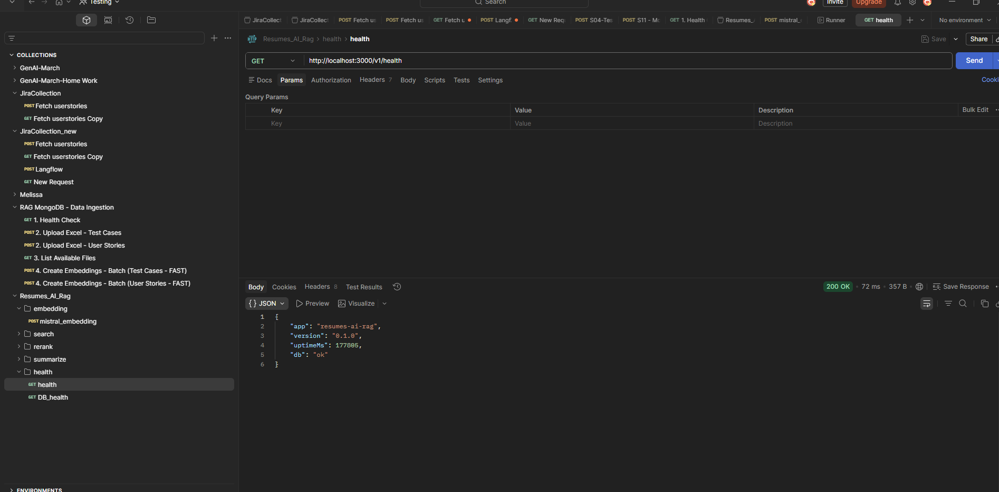 Testing
Search
Invite
Upgrade
JiraCollect
JiraCollect
POST Fetch us
POST Fetch us
GET Fetch u
POST Langf
GET New Req
POST S04-Tes
POST S11 - Mo
GET 1. Health
Resumes_
POST mistral_
Runner
GET health
No environment
COLLECTIONS
GenAI-March
GenAI-March-Home Work
JiraCollection
POST Fetch userstories
GET Fetch userstories Copy
JiraCollection_new
POST Fetch userstories
GET Fetch userstories Copy
POST Langflow
GET New Request
Melissa
RAG MongoDB - Data Ingestion
GET 1. Health Check
POST 2. Upload Excel - Test Cases
POST 2. Upload Excel - User Stories
GET 3. List Available Files
POST 4. Create Embeddings - Batch (Test Cases - FAST)
POST 4. Create Embeddings - Batch (User Stories - FAST)
Resumes_AI_Rag
embedding
POST mistral_embedding
search
rerank
summarize
health
GET health
GET DB_health
ENVIRONMENTS
HTTP Resumes_AI_Rag > health > health
Save
Share
GET http://localhost:3000/v1/health
Send
Docs Params Authorization Headers 7 Body Scripts Tests Settings
Cooki
Query Params
Key Value Description Bulk Edit
Key Value Description
Body Cookies Headers 8 Test Results
200 OK • 72 ms • 357 B • e.g. Save Response
{} JSON Preview Visualize
1 {
2 "app": "resumes-ai-rag",
3 "version": "0.1.0",
4 "uptimeMs": 177805,
5 "db": "ok"
6 }